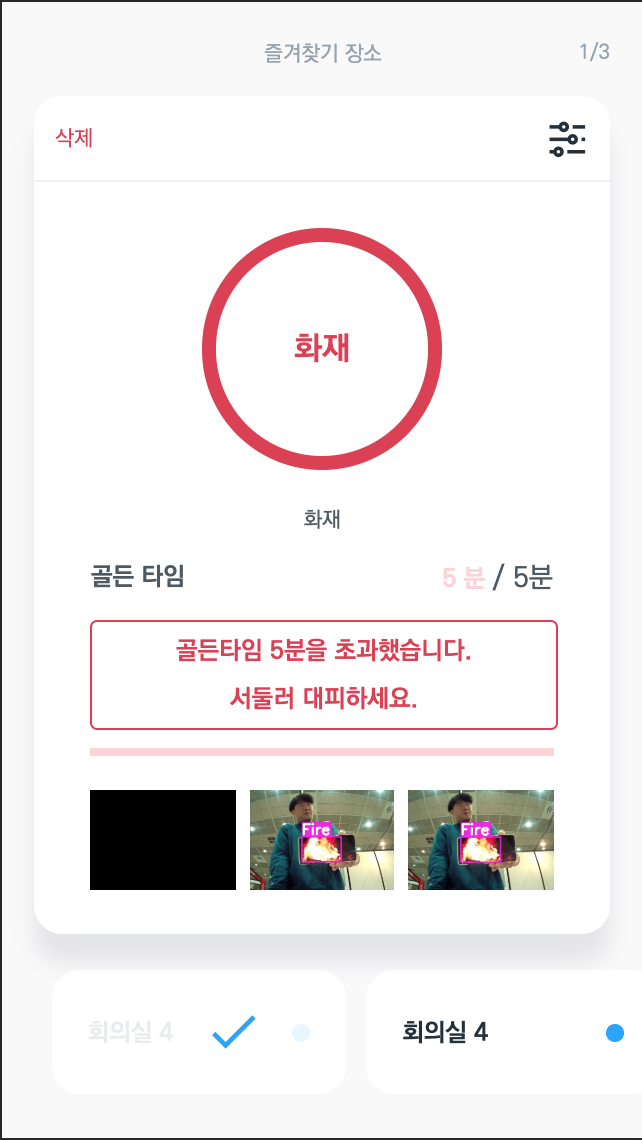 즐겨찾기 장소
1/3
삭제
화재
화재
골든 타임
5 분 / 5분
골든타임 5분을 초과했습니다.
서둘러 대피하세요.
Fire
Fire
회의실 4
회의실 4